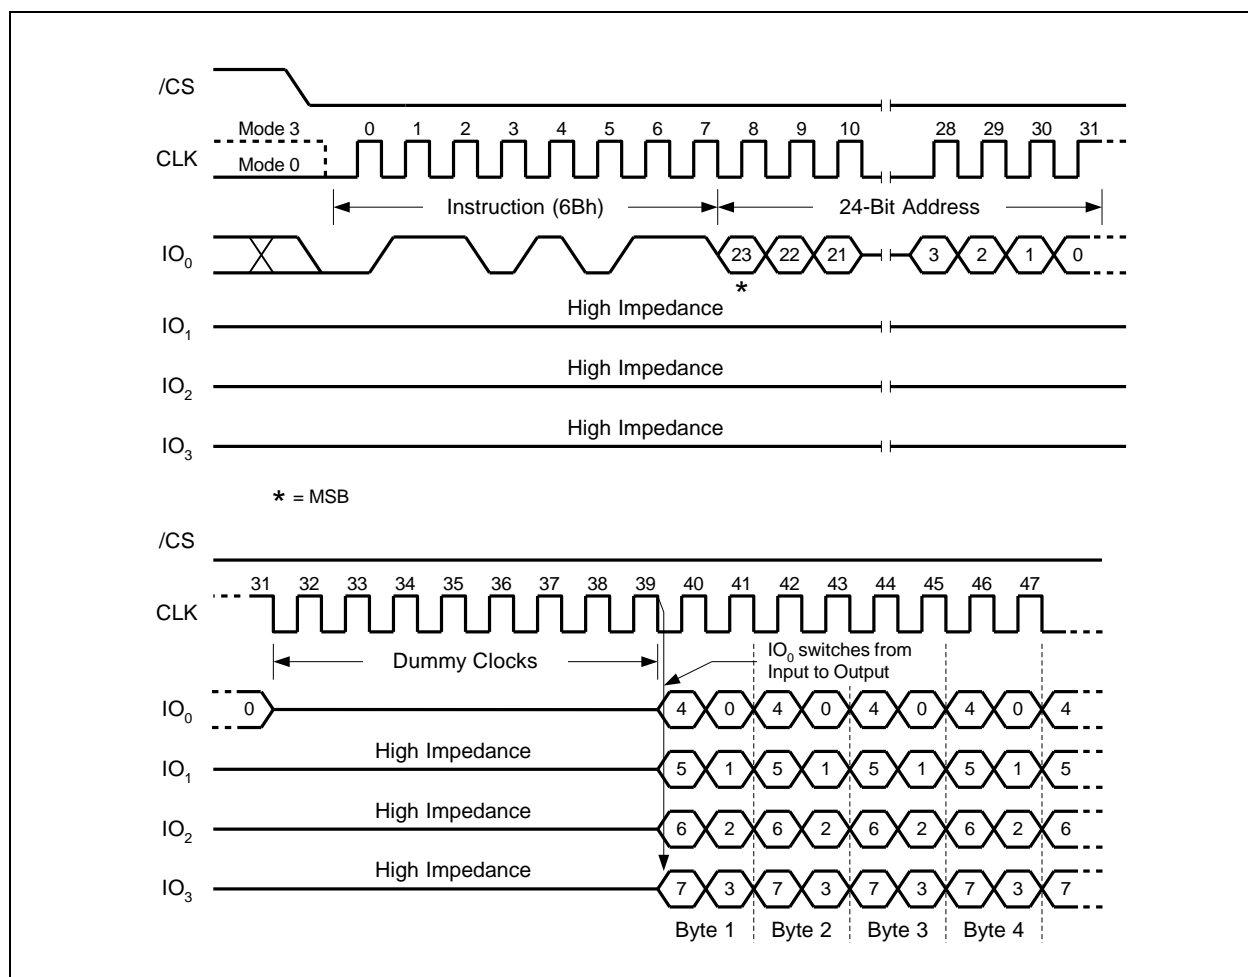 /CS
Mode 3 0 1 2 3 4 5 6 7 8 9 10 28 29 30 31
CLK Mode 0
Instruction (6Bh) 24-Bit Address
IO0 23 22 21 3 2 1 0
*
High Impedance
IO1
High Impedance
IO2
High Impedance
IO3
* = MSB
/CS
31 32 33 34 35 36 37 38 39 40 41 42 43 44 45 46 47
CLK
Dummy Clocks
IO0 switches from
Input to Output
IO0 0 4 0 4 0 4 0 4 0 4
High Impedance
IO1 5 1 5 1 5 1 5 1 5
High Impedance
IO2 6 2 6 2 6 2 6 2 6
High Impedance
IO3 7 3 7 3 7 3 7 3 7
Byte 1 Byte 2 Byte 3 Byte 4